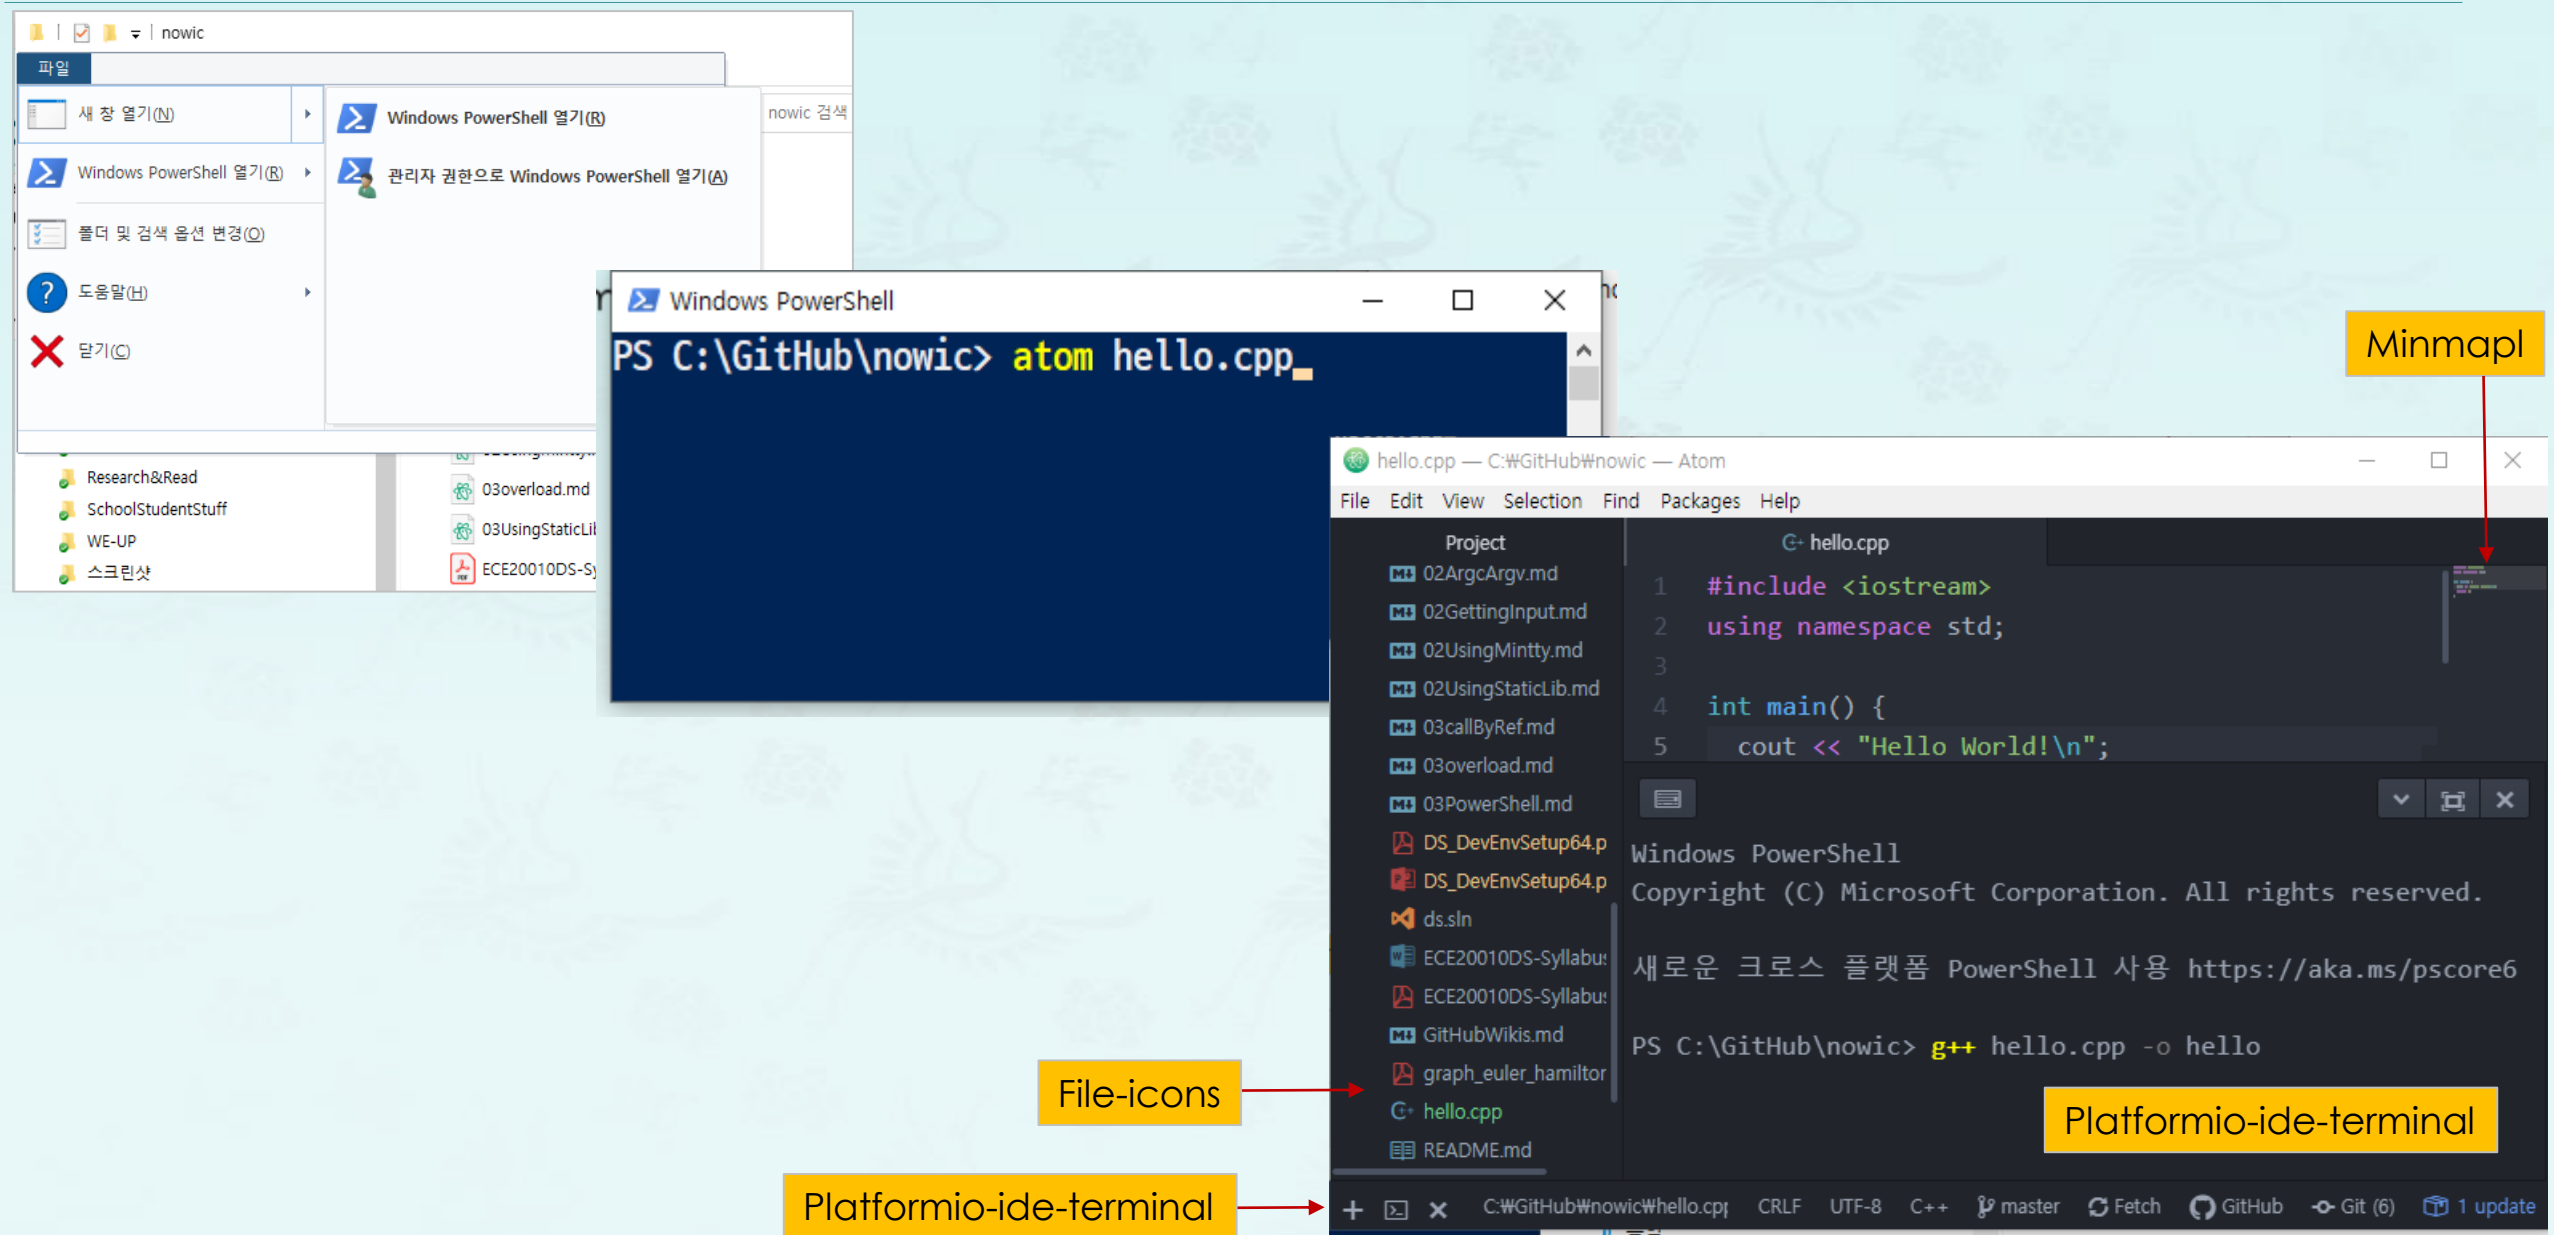 nowic
파일
새 창 열기(N)
Windows PowerShell 열기(R)
폴더 및 검색 옵션 변경(O)
도움말(H)
닫기(C)
Windows PowerShell 열기(R)
관리자 권한으로 Windows PowerShell 열기(A)
nowic 검색
Research&Read
SchoolStudentStuff
WE-UP
스크린샷
03overload.md
03UsingStaticLi
ECE20010DS-Sy
Windows PowerShell
PS C:\GitHub\nowic> atom hello.cpp_
Minmapl
hello.cpp — C:₩GitHub₩nowic — Atom
File Edit View Selection Find Packages Help
Project
02ArgcArgv.md
02GettingInput.md
02UsingMintty.md
02UsingStaticLib.md
03callByRef.md
03overload.md
03PowerShell.md
DS_DevEnvSetup64.p
DS_DevEnvSetup64.p
ds.sln
ECE20010DS-Syllabus
ECE20010DS-Syllabus
GitHubWikis.md
graph_euler_hamilton
hello.cpp
README.md
hello.cpp
1 #include <iostream>
2 using namespace std;
3
4 int main() {
5 cout << "Hello World!\n";
Windows PowerShell
Copyright (C) Microsoft Corporation. All rights reserved.
새로운 크로스 플랫폼 PowerShell 사용 https://aka.ms/pscore6
PS C:\GitHub\nowic> g++ hello.cpp -o hello
Platformio-ide-terminal
File-icons
Platformio-ide-terminal
C:₩GitHub₩nowic₩hello.cpp CRLF UTF-8 C++ master Fetch GitHub Git (6) 1 update